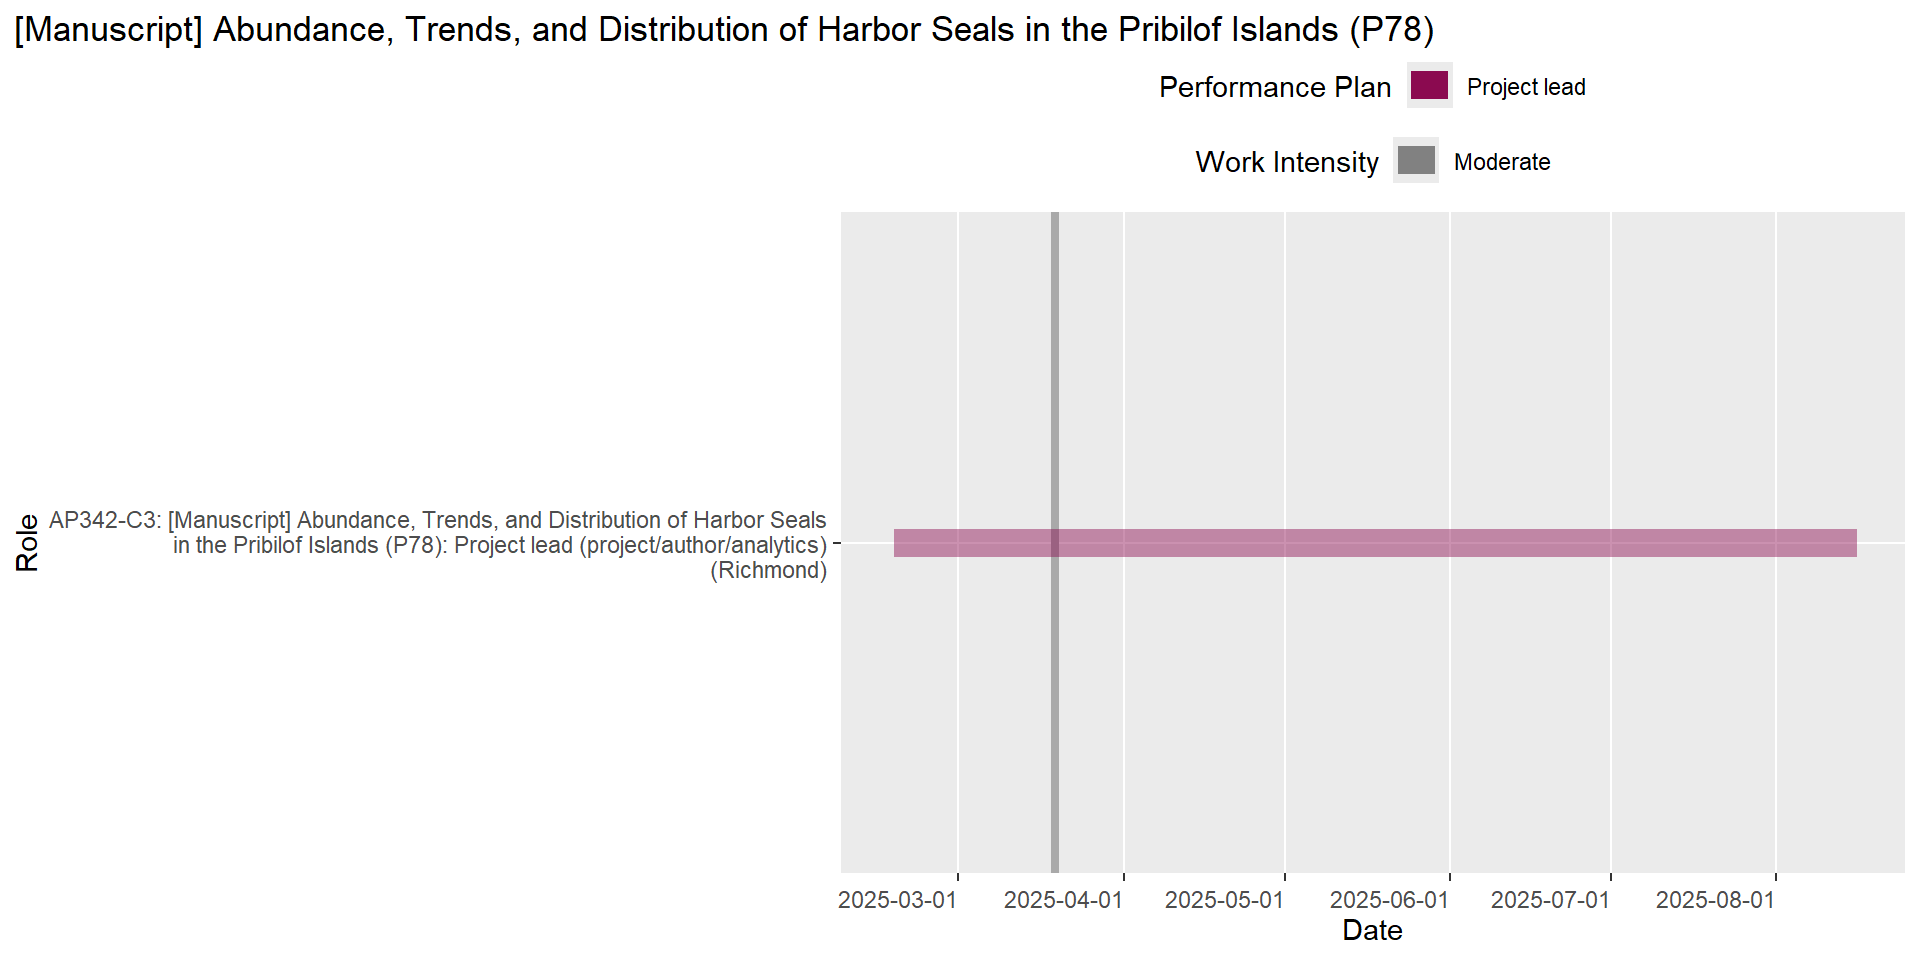 [Manuscript] Abundance, Trends, and Distribution of Harbor Seals in the Pribilof Islands (P78)
Performance Plan
Project lead
Work Intensity
Moderate
Role
AP342-C3: [Manuscript] Abundance, Trends, and Distribution of Harbor Seals
in the Pribilof Islands (P78): Project lead (project/author/analytics)
(Richmond)
2025-03-01
2025-04-01
2025-05-01
2025-06-01
2025-07-01
2025-08-01
Date